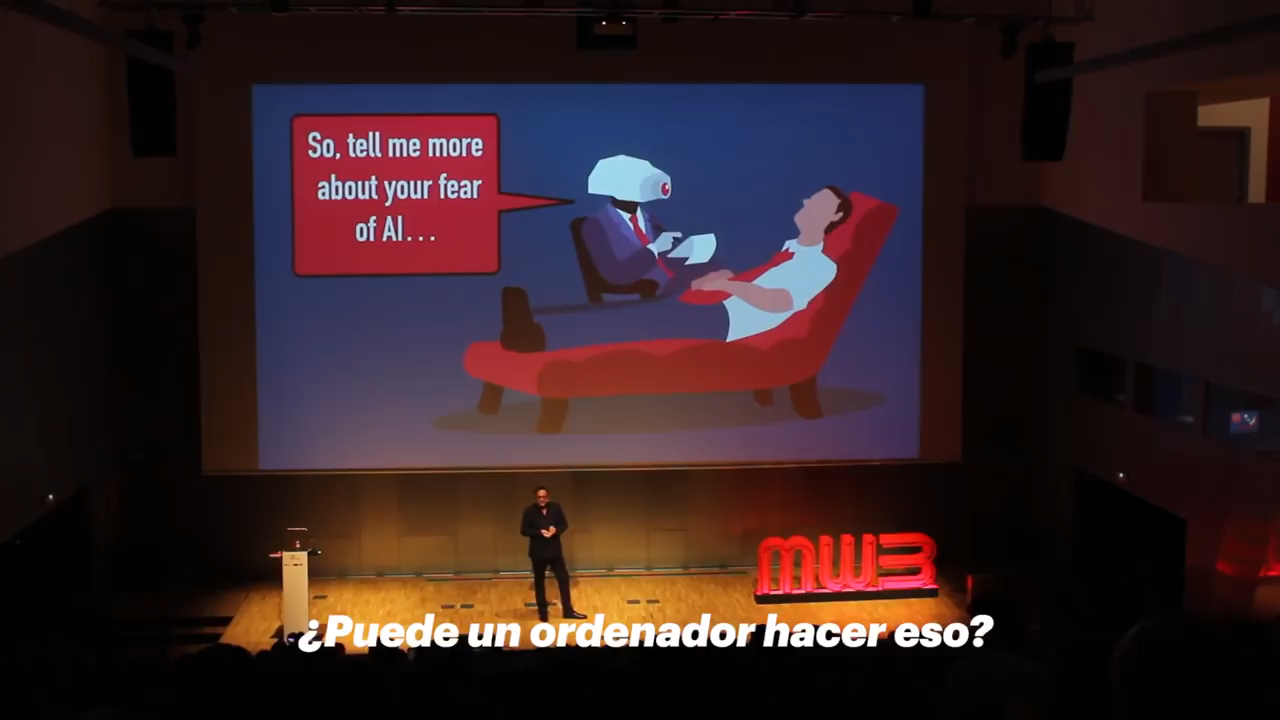 So, tell me more
about your fear
of AI...
MW3
¿Puede un ordenador hacer eso?